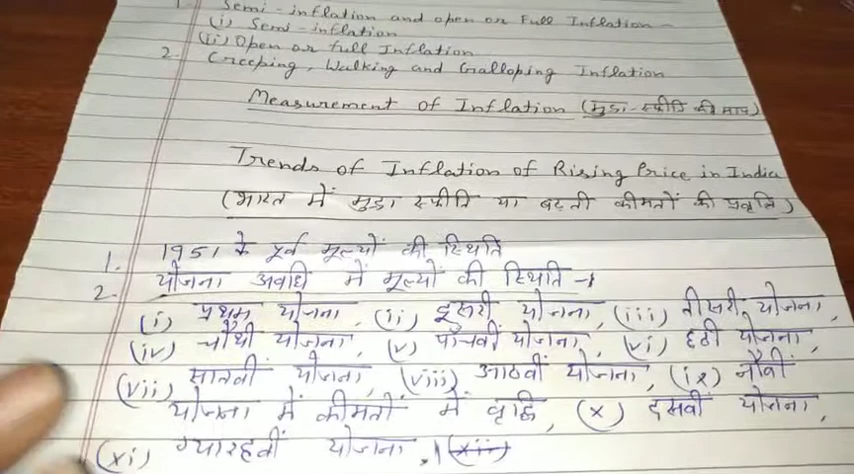 1. Semi-inflation and open or Full Inflation -
(i) Semi-inflation
(ii) Open or full Inflation
2. Creeping, Walking and Galloping Inflation
Measurement of Inflation (मुद्रा-स्फीति की माप)
Trends of Inflation of Rising Price in India
(भारत में मुद्रा स्फीति या बढ़ती कीमतों की प्रवृति)
1. 1951 के पूर्व मूल्यों की स्थिति
2. योजना अवधि में मूल्यों की स्थिति -
(i) प्रथम योजना, (ii) दूसरी योजना, (iii) तीसरी योजना,
(iv) चौथी योजना, (v) पाँचवी योजना, (vi) छठी योजना,
(vii) सातवी योजना, (viii) आठवी योजना, (ix) नौवीं
योजना में कीमतों में वृद्धि, (x) दसवीं योजना,
(xi) ग्यारहवीं योजना. (xii)